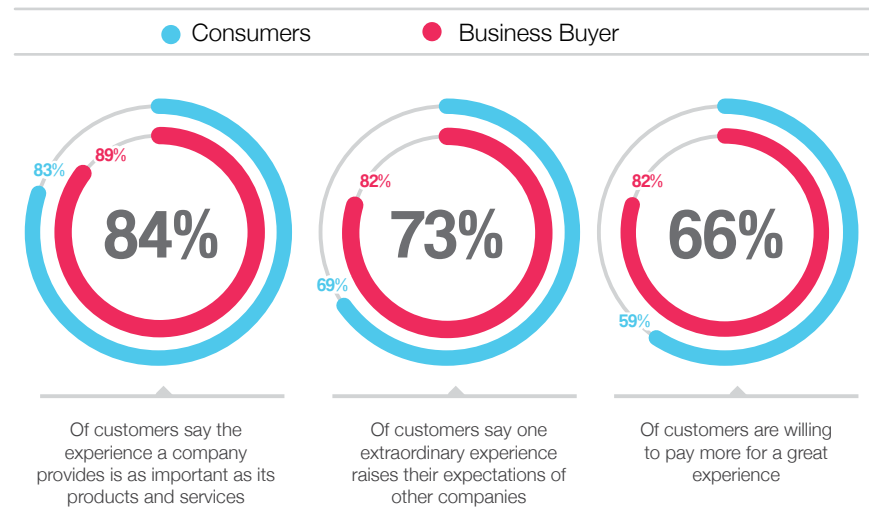 Consumers
Business Buyer
83%
89%
84%
82%
73%
69%
82%
66%
59%
Of customers say the
experience a company
provides is as important as its
products and services
Of customers say one
extraordinary experience
raises their expectations of
other companies
Of customers are willing
to pay more for a great
experience